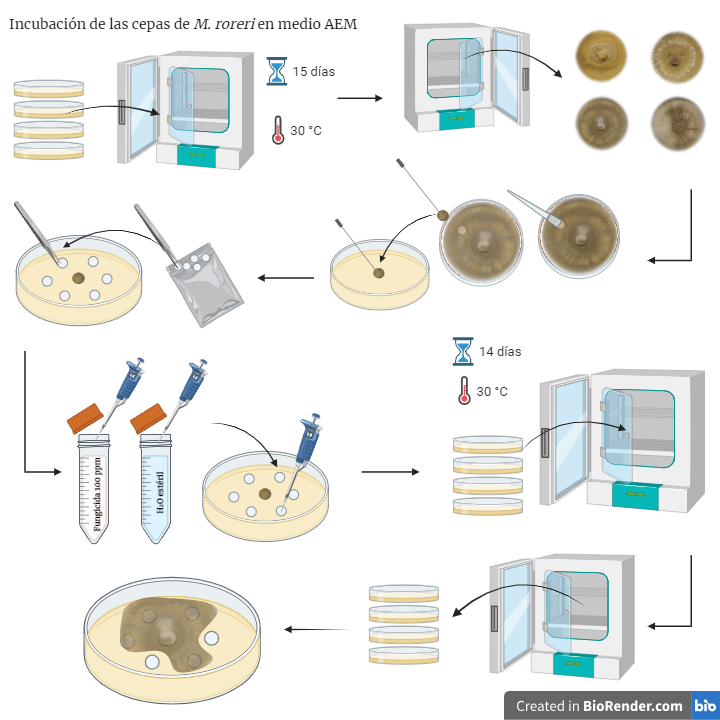 Incubación de las cepas de M. roreri en medio AEM
15 días
30 °C
14 días
30 °C
Fungicida 100 ppm
H₂O estéril
Created in BioRender.com bio